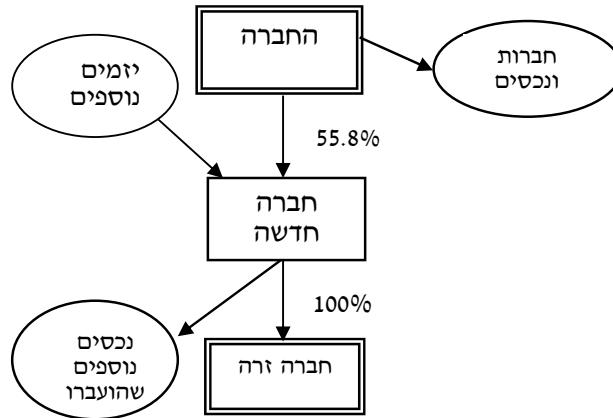 החברה
חברות
ונכסים
יזמים
נוספים
55.8%
חברה
חדשה
100%
נכסים
נוספים
שהועברו
חברה זרה